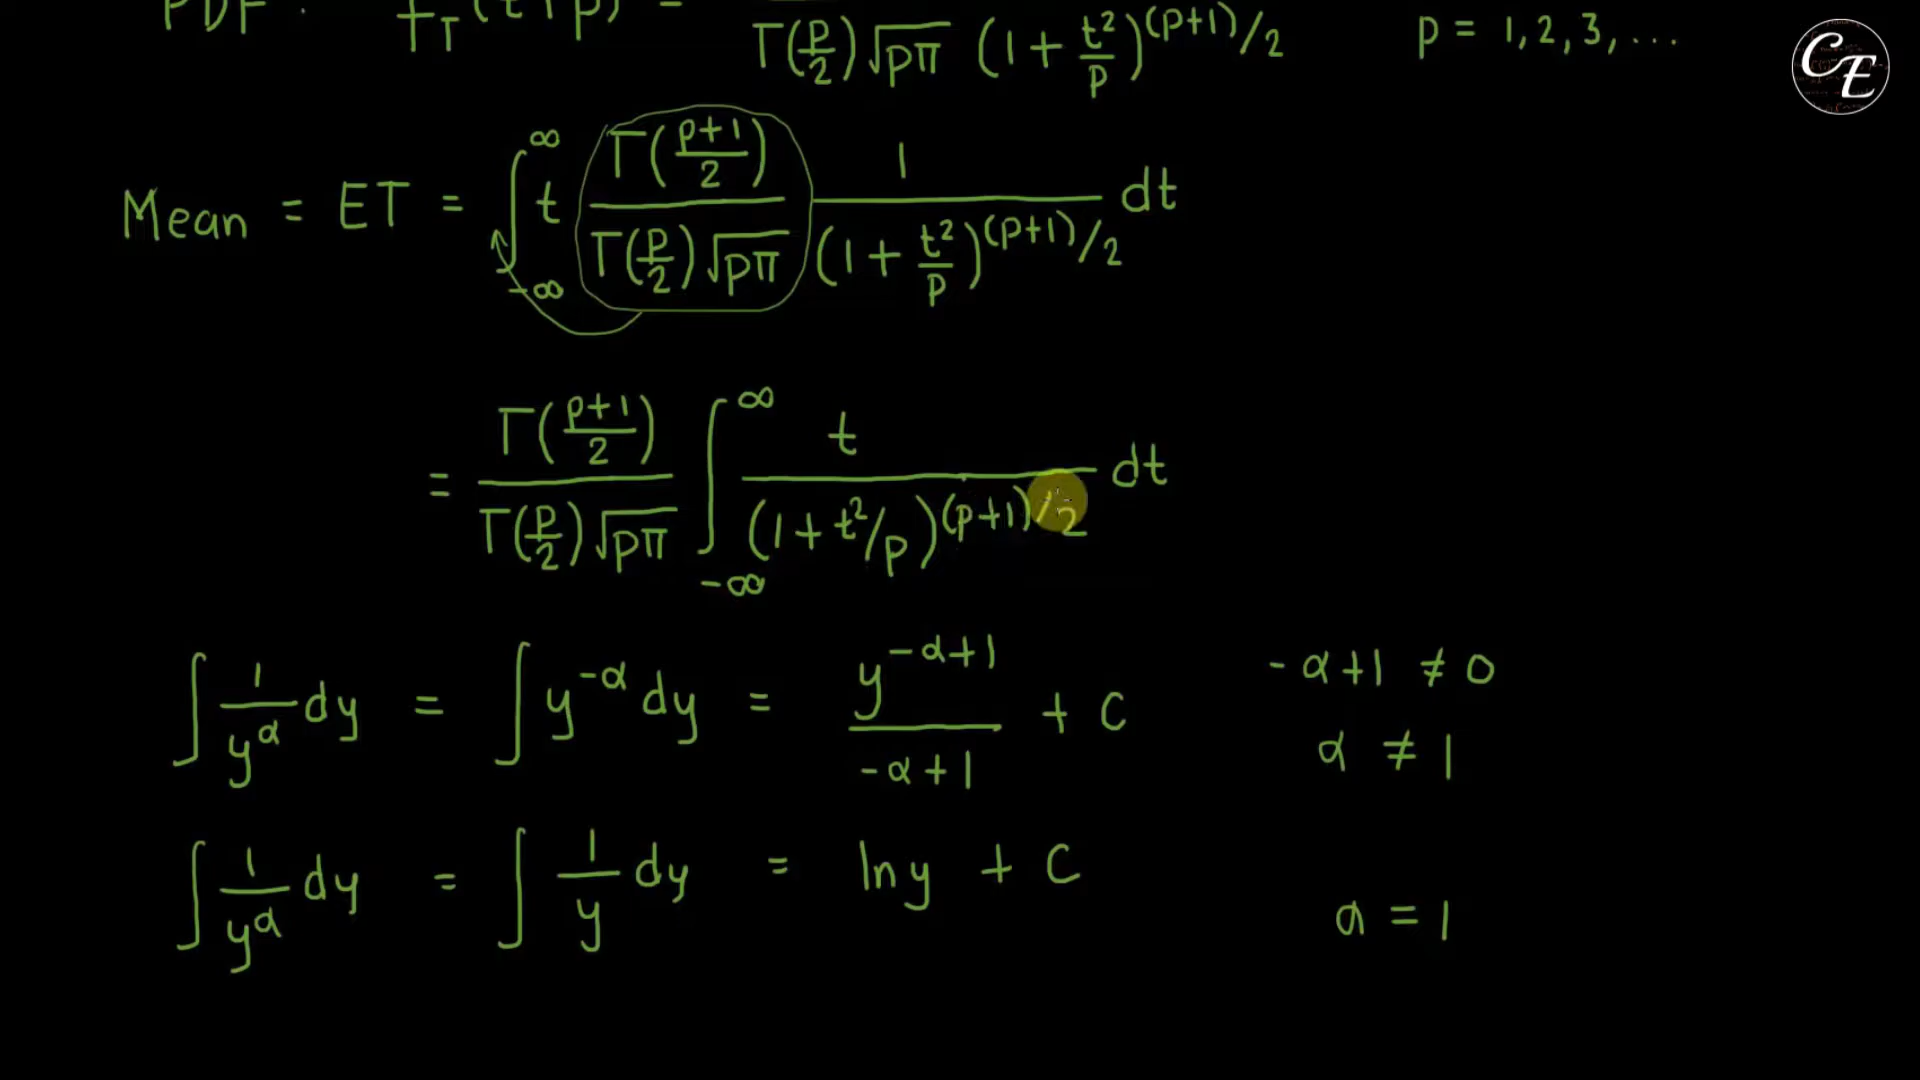 PDF : f_T(t|p) = 1/(Γ(p/2)√pπ (1 + t²/p)^(p+1)/2) p = 1, 2, 3, ...
CE
Mean = ET = ∫_{-∞}^{∞} t Γ((p+1)/2)/(Γ(p/2)√pπ) 1/(1 + t²/p)^(p+1)/2 dt
= Γ((p+1)/2)/(Γ(p/2)√pπ) ∫_{-∞}^{∞} t/(1 + t²/p)^(p+1)/2 dt
∫ 1/y^α dy = ∫ y^-α dy = y^(-α+1)/(-α+1) + C -α+1 ≠ 0
α ≠ 1
∫ 1/y^α dy = ∫ 1/y dy = ln y + C α = 1